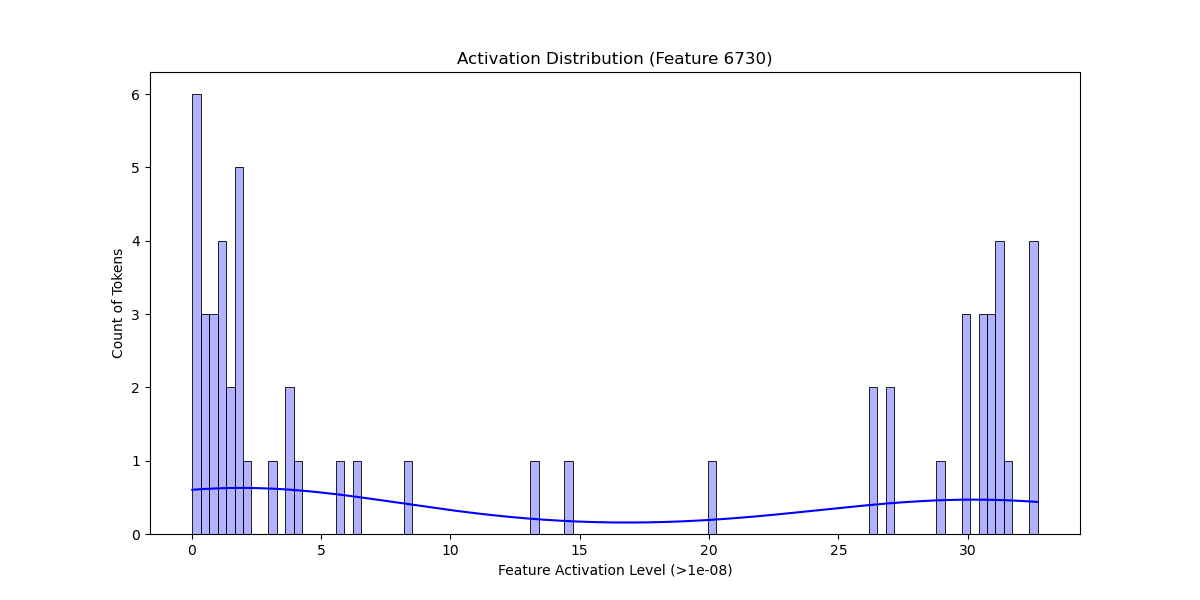 Activation Distribution (Feature 6730)
6
5
4
3
2
1
0
Count of Tokens
0 5 10 15 20 25 30
Feature Activation Level (>1e-08)